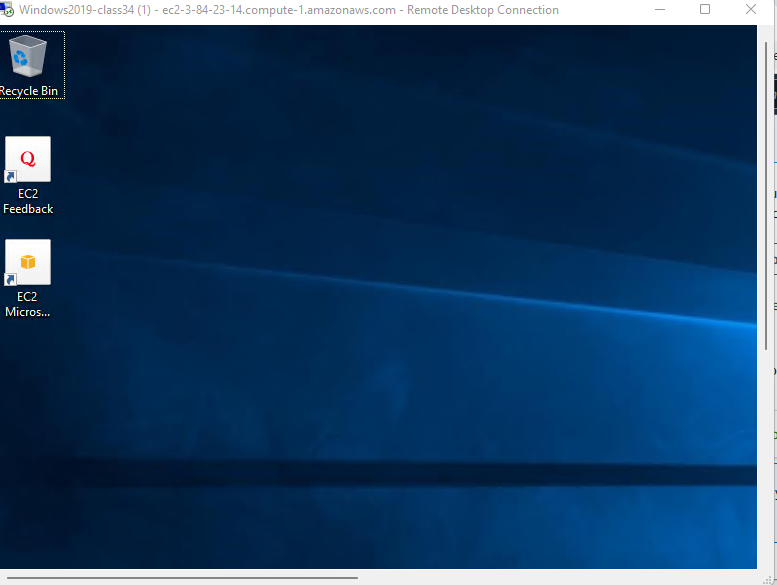 Windows2019-class34 (1) - ec2-3-84-23-14.compute-1.amazonaws.com - Remote Desktop Connection
Recycle Bin
Q
EC2
Feedback
EC2
Micros...